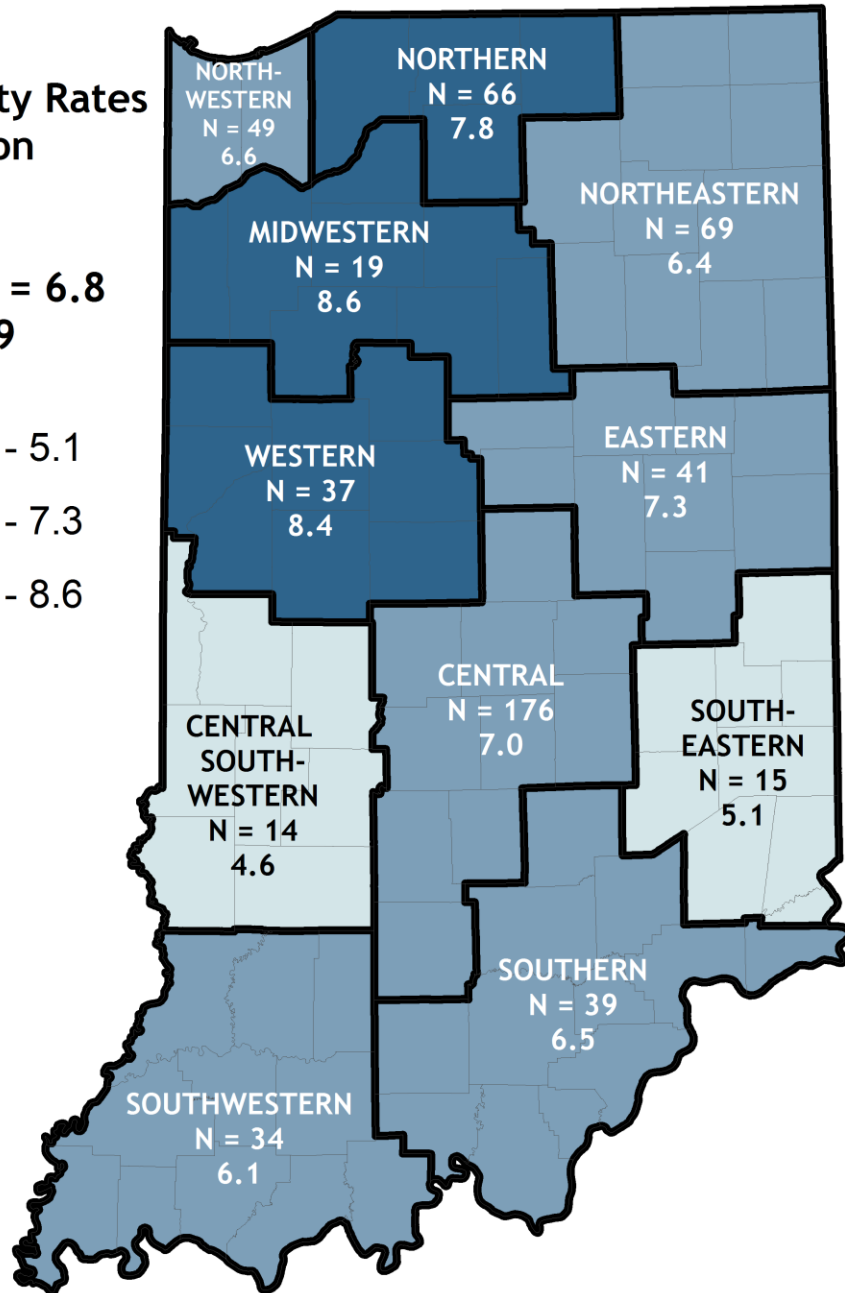 ty Rates
on
= 6.8
9
- 5.1
- 7.3
- 8.6
NORTH-
WESTERN
N = 49
6.6
NORTHERN
N = 66
7.8
NORTHEASTERN
N = 69
6.4
MIDWESTERN
N = 19
8.6
WESTERN
N = 37
8.4
EASTERN
N = 41
7.3
CENTRAL
N = 176
7.0
CENTRAL
SOUTH-
WESTERN
N = 14
4.6
SOUTH-
EASTERN
N = 15
5.1
SOUTHERN
N = 39
6.5
SOUTHWESTERN
N = 34
6.1